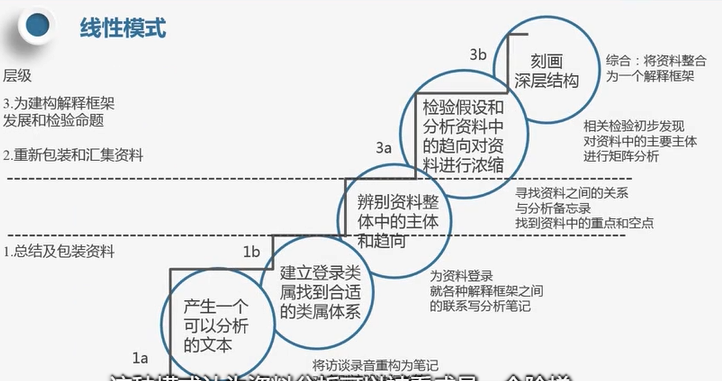 线性模式
层级
3.为建构解释框架
发展和检验命题
2.重新包装和汇集资料
1.总结及包装资料
3b
刻画
深层结构
综合：将资料整合
为一个解释框架
3a
检验假设和
分析资料中
的趋向对资
料进行浓缩
相关检验初步发现
对资料中的主要主体
进行矩阵分析
辨别资料整
体中的主体
和趋向
寻找资料之间的关系
与分析备忘录
找到资料中的重点和空点
1b
建立登录类
属找到合适
的类属体系
为资料登录
就各种解释框架之间
的联系写分析笔记
1a
产生一个
可以分析
的文本
将访谈录音重构为笔记